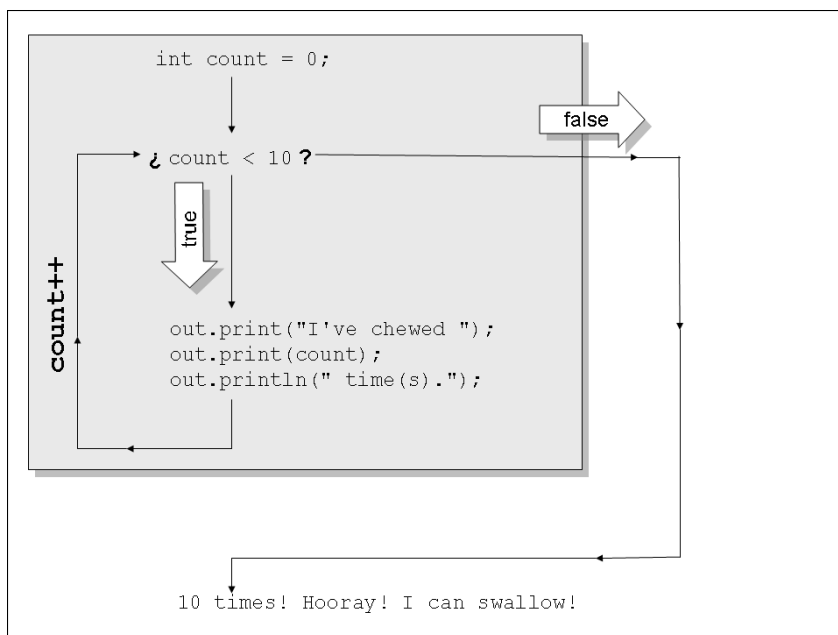 int count = 0;
false
¿ count < 10 ?
true
count++
out.print("I've chewed ");
out.print(count);
out.println(" time(s).");
10 times! Hooray! I can swallow!